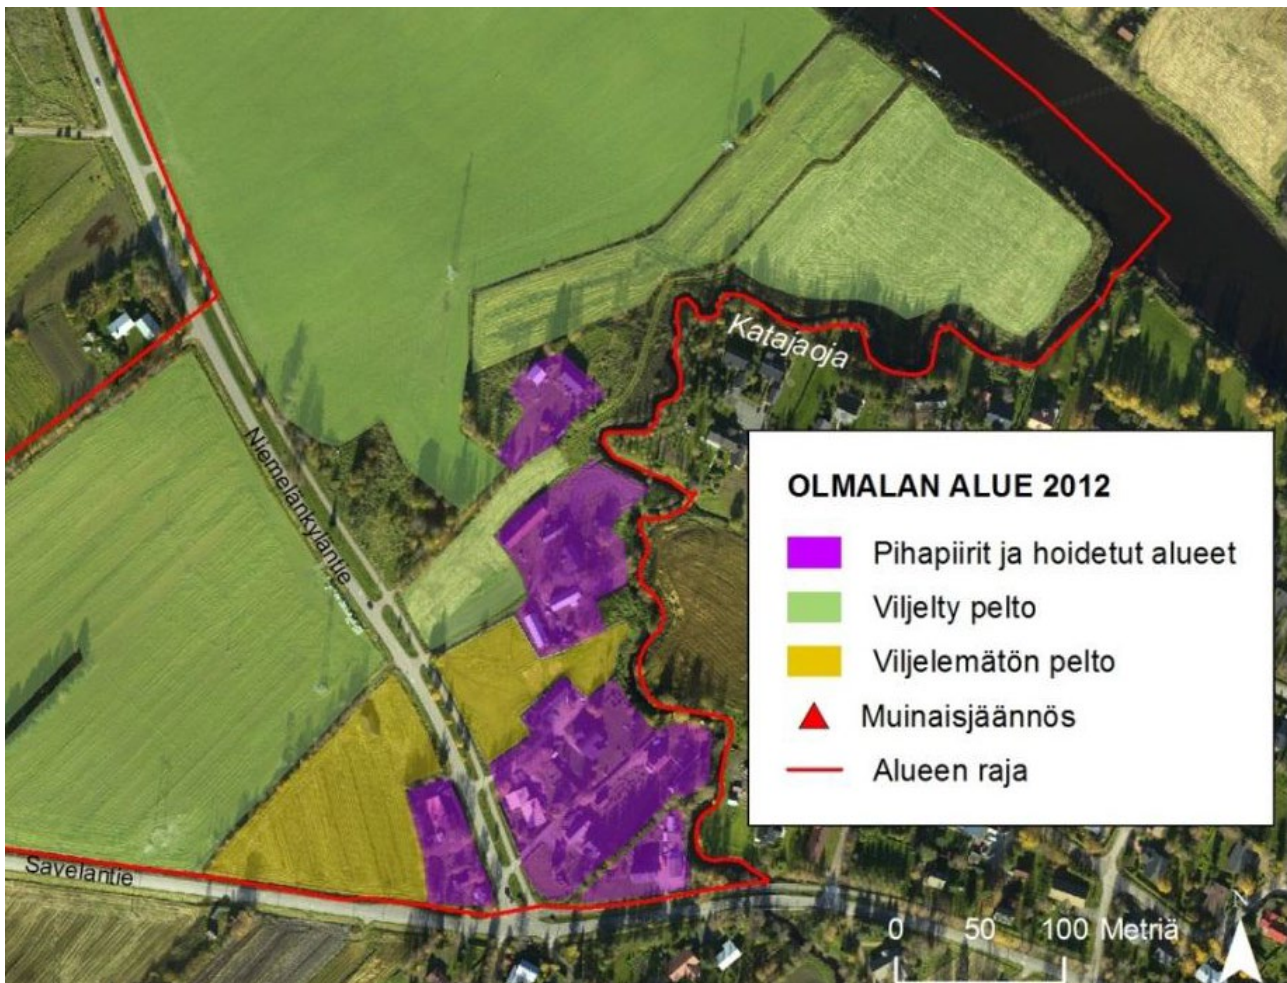 Katajaoja
Niemelänkylantie
OLMALAN ALUE 2012
Pihapiirit ja hoidetut alueet
Viljelty pelto
Viljelemätön pelto
Muinaisjäännös
Alueen raja
Savelantie
N
0 50 100 Metriä